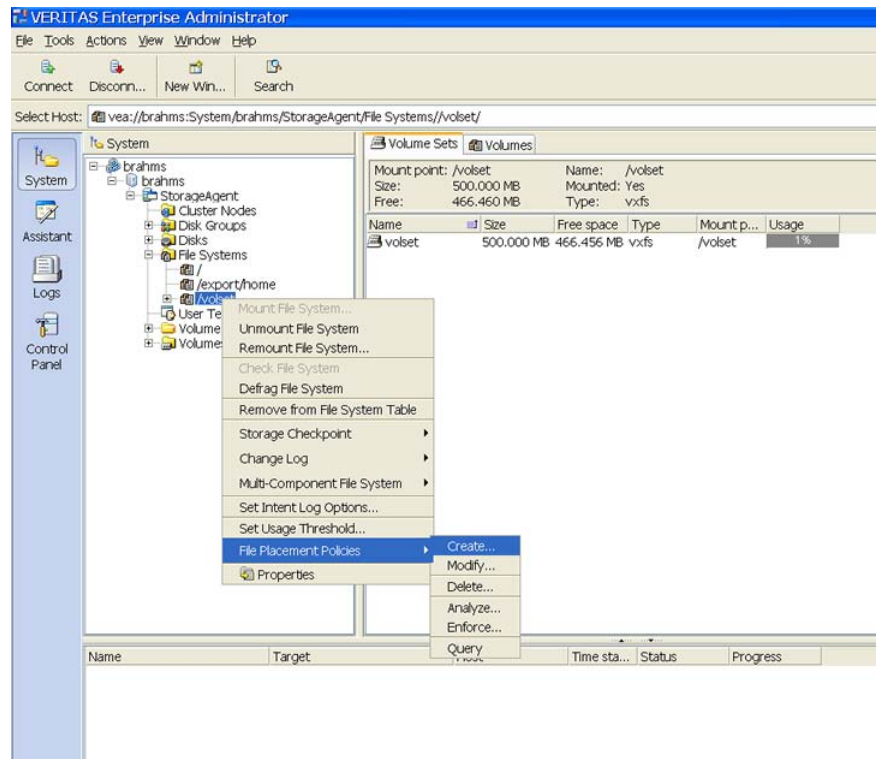 VERITAS Enterprise Administrator
File Tools Actions View Window Help
Connect Disconn... New Win... Search
Select Host: vea://brahms:System/brahms/StorageAgent/File Systems//volset/
System
Assistant
Logs
Control
Panel
System
brahms
brahms
StorageAgent
Cluster Nodes
Disk Groups
Disks
File Systems
/
/export/home
/volset
User Te
Volume
Volumes
Volume Sets Volumes
Mount point: /volset Name: /volset
Size: 500.000 MB Mounted: Yes
Free: 466.460 MB Type: vxfs
Name Size Free space Type Mount p... Usage
volset 500.000 MB 466.456 MB vxfs /volset 1%
Mount File System...
Unmount File System
Remount File System...
Check File System
Defrag File System
Remove from File System Table
Storage Checkpoint
Change Log
Multi-Component File System
Set Intent Log Options...
Set Usage Threshold...
File Placement Policies
Properties
Create...
Modify...
Delete...
Analyze...
Enforce...
Query
Name Target Time sta... Status Progress